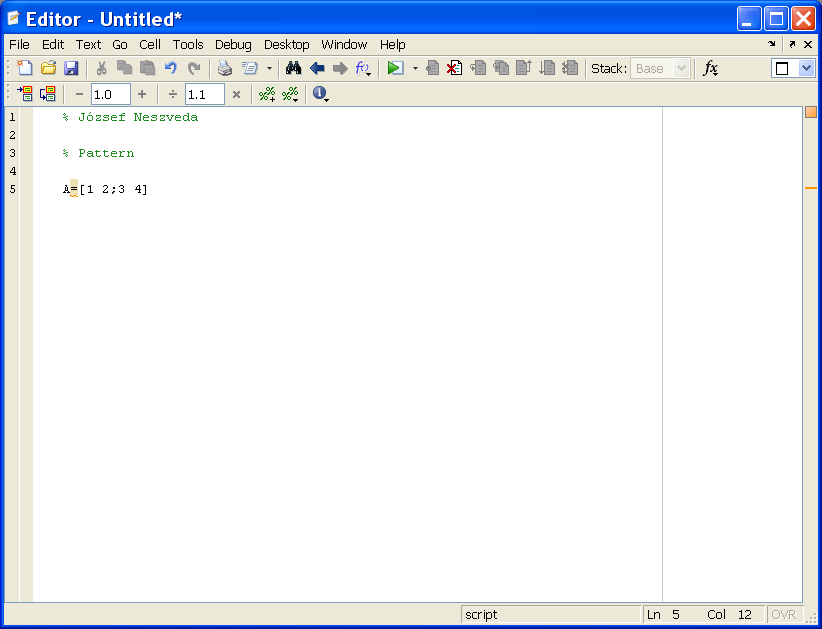 Editor - Untitled*
File Edit Text Go Cell Tools Debug Desktop Window Help
Stack: Base fx
− 1.0 + ÷ 1.1 ×
1 % József Neszveda
2
3 % Pattern
4
5 A=[1 2;3 4]
script Ln 5 Col 12 OVR